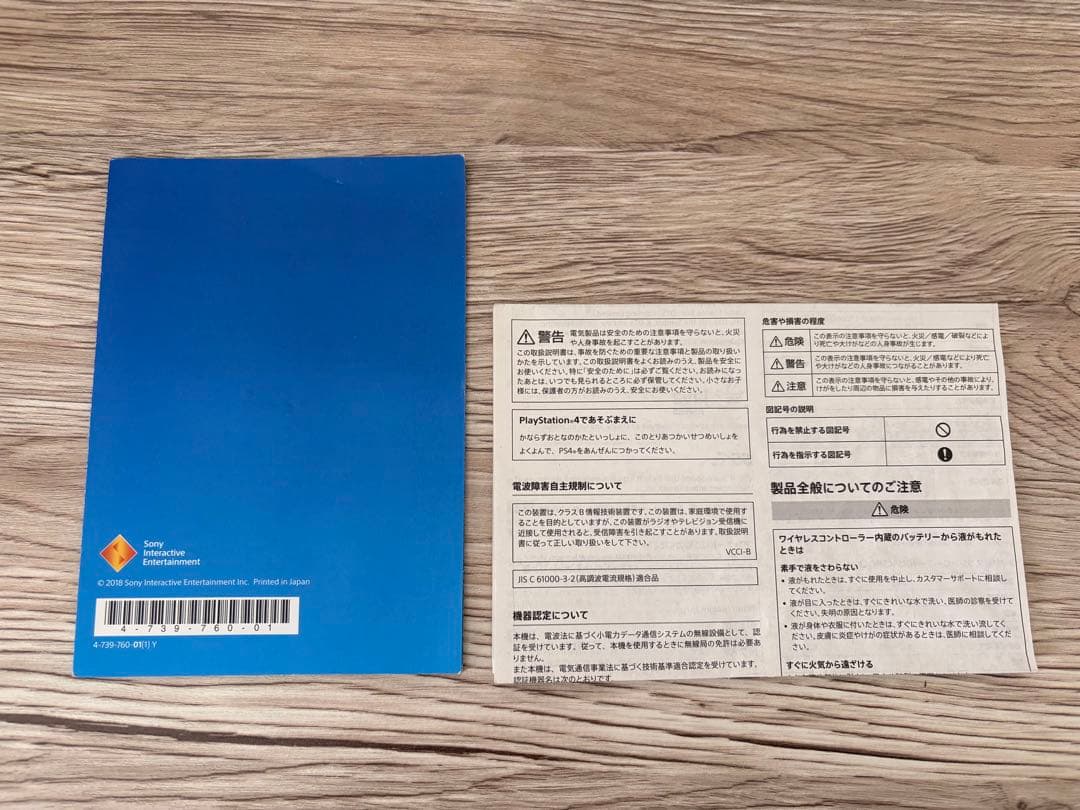 Sony
Interactive
Entertainment
© 2018 Sony Interactive Entertainment Inc. Printed in Japan
4-739-760-01
4-739-760-01(1) Y
警告
電気製品は安全のための注意事項を守らないと、火災
や人身事故を起こすことがあります。
この取扱説明書は、事故を防ぐための重要な注意事項と製品の取り扱い
かたを示しています。この取扱説明書をよくお読みのうえ、製品を安全に
お使いください。特に「安全のために」は必ずご覧ください。お読みになっ
たあとは、いつでも見られるところに必ず保管してください。小さなお子
様には、保護者の方がお読みのうえ、安全にお使いください。
PlayStation®4であそぶまえに
かならずおとなのかたといっしょに、このとりあつかいせつめいしょを
よくよんで、PS4®をあんぜんにつかってください。
電波障害自主規制について
この装置は、クラスB情報技術装置です。この装置は、家庭環境で使用す
ることを目的としていますが、この装置がラジオやテレビジョン受信機に
近接して使用されると、受信障害を引き起こすことがあります。取扱説明
書に従って正しい取り扱いをして下さい。
VCCI-B
JIS C 61000-3-2(高調波電流規格)適合品
機器認定について
本機は、電波法に基づく小電力データ通信システムの無線設備として、認
証を受けています。従って、本機を使用するときに無線局の免許は必要あ
りません。
また本機は、電気通信事業法に基づく技術基準適合認定を受けています。
認証機器名は次のとおりです。
危害や損害の程度
危険
この表示の注意事項を守らないと、火災/感電/破裂などによ
り死亡や大けがなどの人身事故が生じます。
警告
この表示の注意事項を守らないと、火災/感電などにより死亡
や大けがなどの人身事故につながることがあります。
注意
この表示の注意事項を守らないと、感電やその他の事故により、
けがをしたり周辺の物品に損害を与えたりすることがあります。
図記号の説明
行為を禁止する図記号
行為を指示する図記号
製品全般についてのご注意
危険
ワイヤレスコントローラー内蔵のバッテリーから液がもれた
ときは
素手で液をさわらない
• 液がもれたときは、すぐに使用を中止し、カスタマーサポートに相談し
てください。
• 液が目に入ったときは、すぐにきれいな水で洗い、医師の診察を受けて
ください。失明の原因となります。
• 液が身体や衣服に付いたときは、すぐにきれいな水で洗い流してく
ださい。皮膚に炎症やけがの症状があるときは、医師に相談してくだ
さい。
すぐに火気から遠ざける